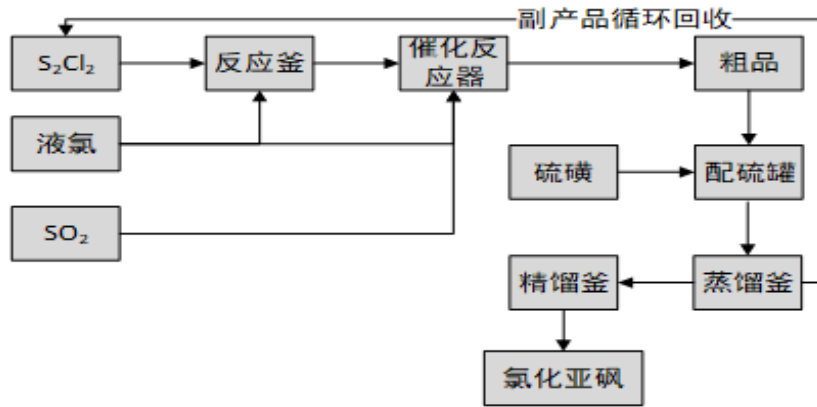 副产品循环回收
S₂Cl₂
反应釜
催化反
应器
粗品
液氯
硫磺
配硫罐
SO₂
精馏釜
蒸馏釜
氯化亚砜